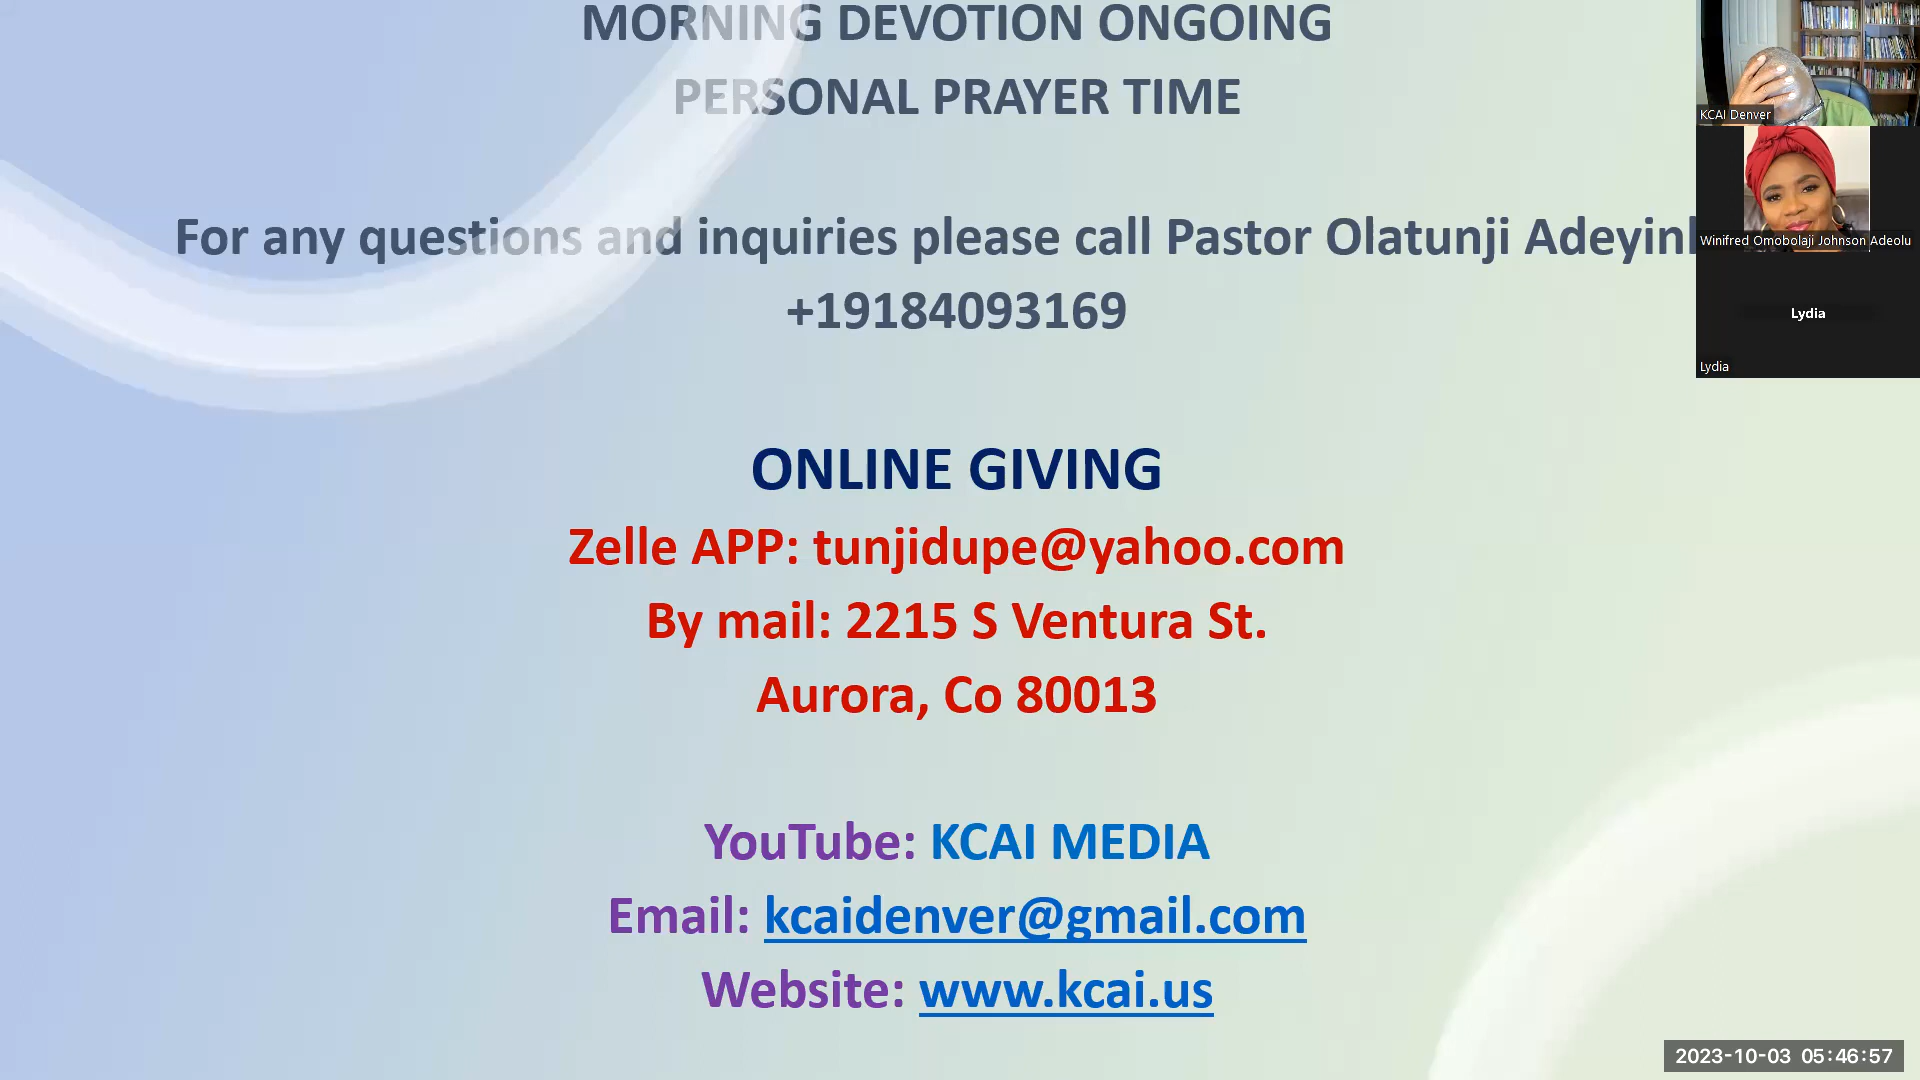 MORNING DEVOTION ONGOING
PERSONAL PRAYER TIME
For any questions and inquiries please call Pastor Olatunji
+19184093169
ONLINE GIVING
Zelle APP: tunjidupe@yahoo.com
By mail: 2215 S Ventura St.
Aurora, Co 80013
YouTube: KCAI MEDIA
Email: kcaidenver@gmail.com
Website: www.kcai.us
KCAI Denver
Winifred Omobolaji Johnson Adeolu
Lydia
Lydia
2023-10-03 05:46:57